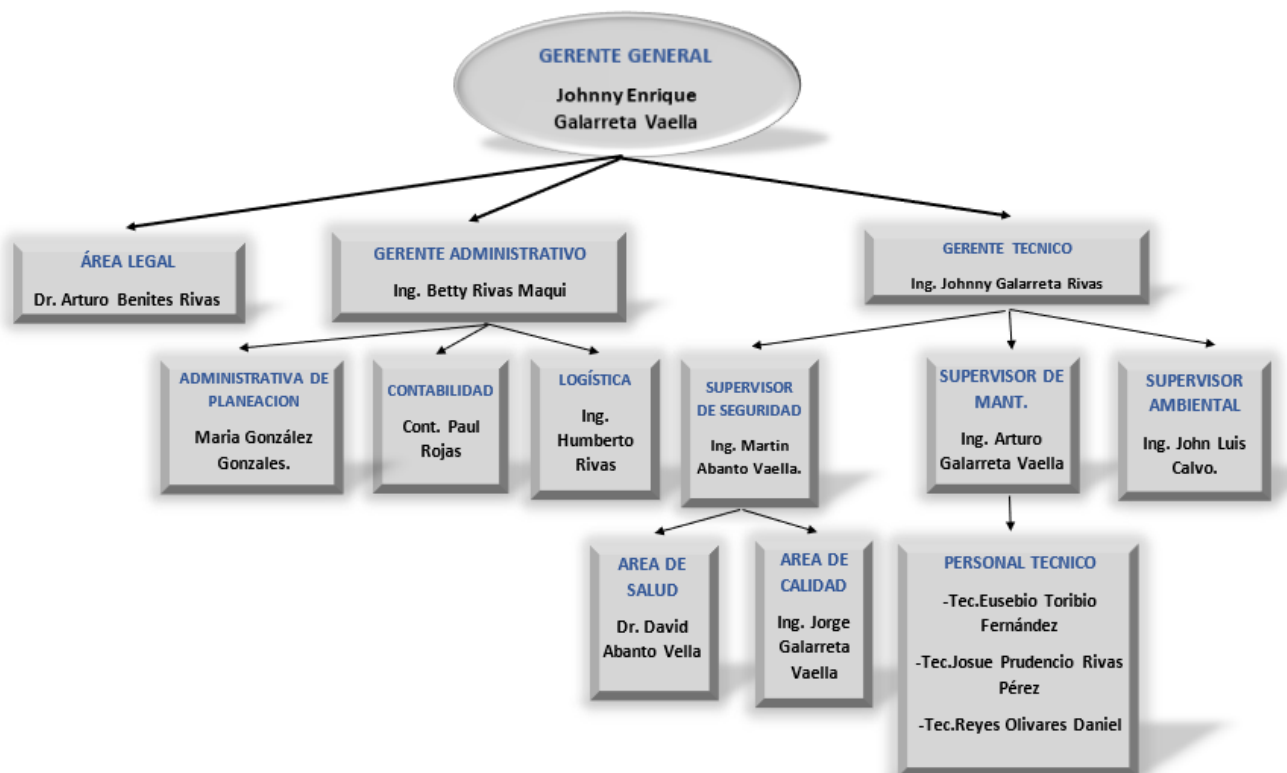 GERENTE GENERAL
Johnny Enrique
Galarreta Vaella
ÁREA LEGAL
Dr. Arturo Benites Rivas
GERENTE ADMINISTRATIVO
Ing. Betty Rivas Maqui
GERENTE TECNICO
Ing. Johnny Galarreta Rivas
ADMINISTRATIVA DE
PLANEACION
Maria González
Gonzales.
CONTABILIDAD
Cont. Paul
Rojas
LOGÍSTICA
Ing.
Humberto
Rivas
SUPERVISOR
DE SEGURIDAD
Ing. Martin
Abanto Vaella.
SUPERVISOR DE
MANT.
Ing. Arturo
Galarreta Vaella
SUPERVISOR
AMBIENTAL
Ing. John Luis
Calvo.
AREA DE
SALUD
Dr. David
Abanto Vella
AREA DE
CALIDAD
Ing. Jorge
Galarreta
Vaella
PERSONAL TECNICO
-Tec.Eusebio Toribio
Fernández
-Tec.Josue Prudencio Rivas
Pérez
-Tec.Reyes Olivares Daniel